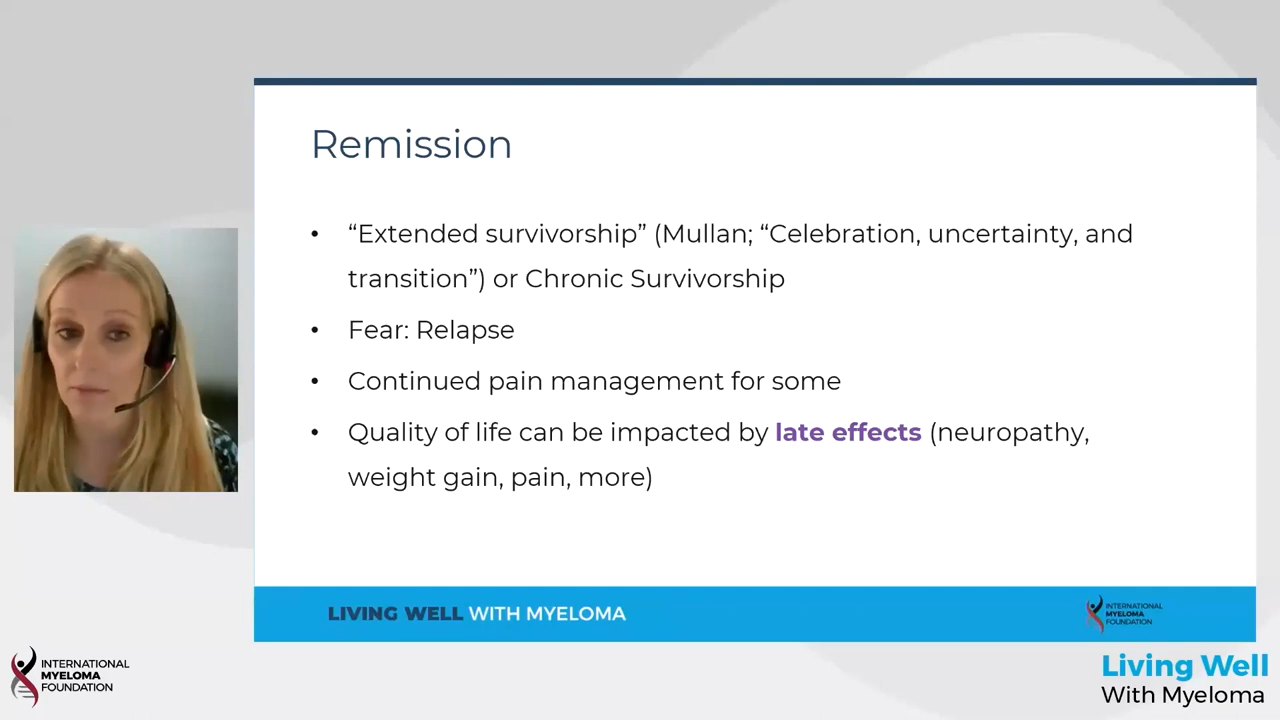 Remission
• “Extended survivorship” (Mullan; “Celebration, uncertainty, and
transition”) or Chronic Survivorship
• Fear: Relapse
• Continued pain management for some
• Quality of life can be impacted by late effects (neuropathy,
weight gain, pain, more)
LIVING WELL WITH MYELOMA
INTERNATIONAL
MYELOMA
FOUNDATION
INTERNATIONAL
MYELOMA
FOUNDATION
Living Well
With Myeloma